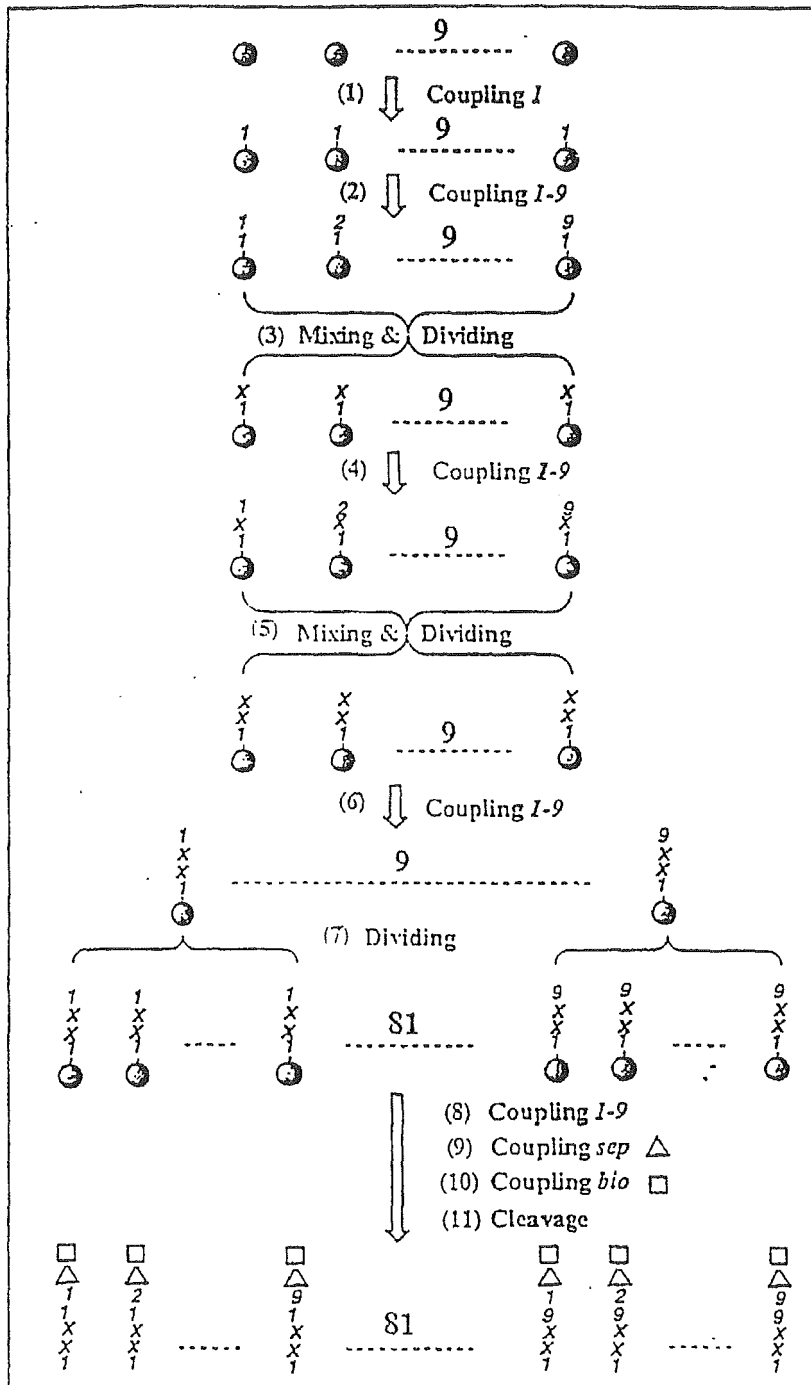 9
(1) Coupling 1
1 1 9 1
(2) Coupling 1-9
1 2 9
1 1 9 1
(3) Mixing & Dividing
X X 9 X
1 1 1
(4) Coupling 1-9
1 2 9
X X X
1 1 9 1
(5) Mixing & Dividing
X X X
X X X
1 1 9 1
(6) Coupling 1-9
1 9
X 9 X
X X
1 1
(7) Dividing
1 1 1 9 9 9
X X X X X X
X X X 81 X X X
1 1 1 1 1 1
(8) Coupling 1-9
(9) Coupling sep
(10) Coupling bio
(11) Cleavage
1 2 9 1 2 9
1 1 1 9 9 9
X X X 81 X X X
X X X X X X
1 1 1 1 1 1